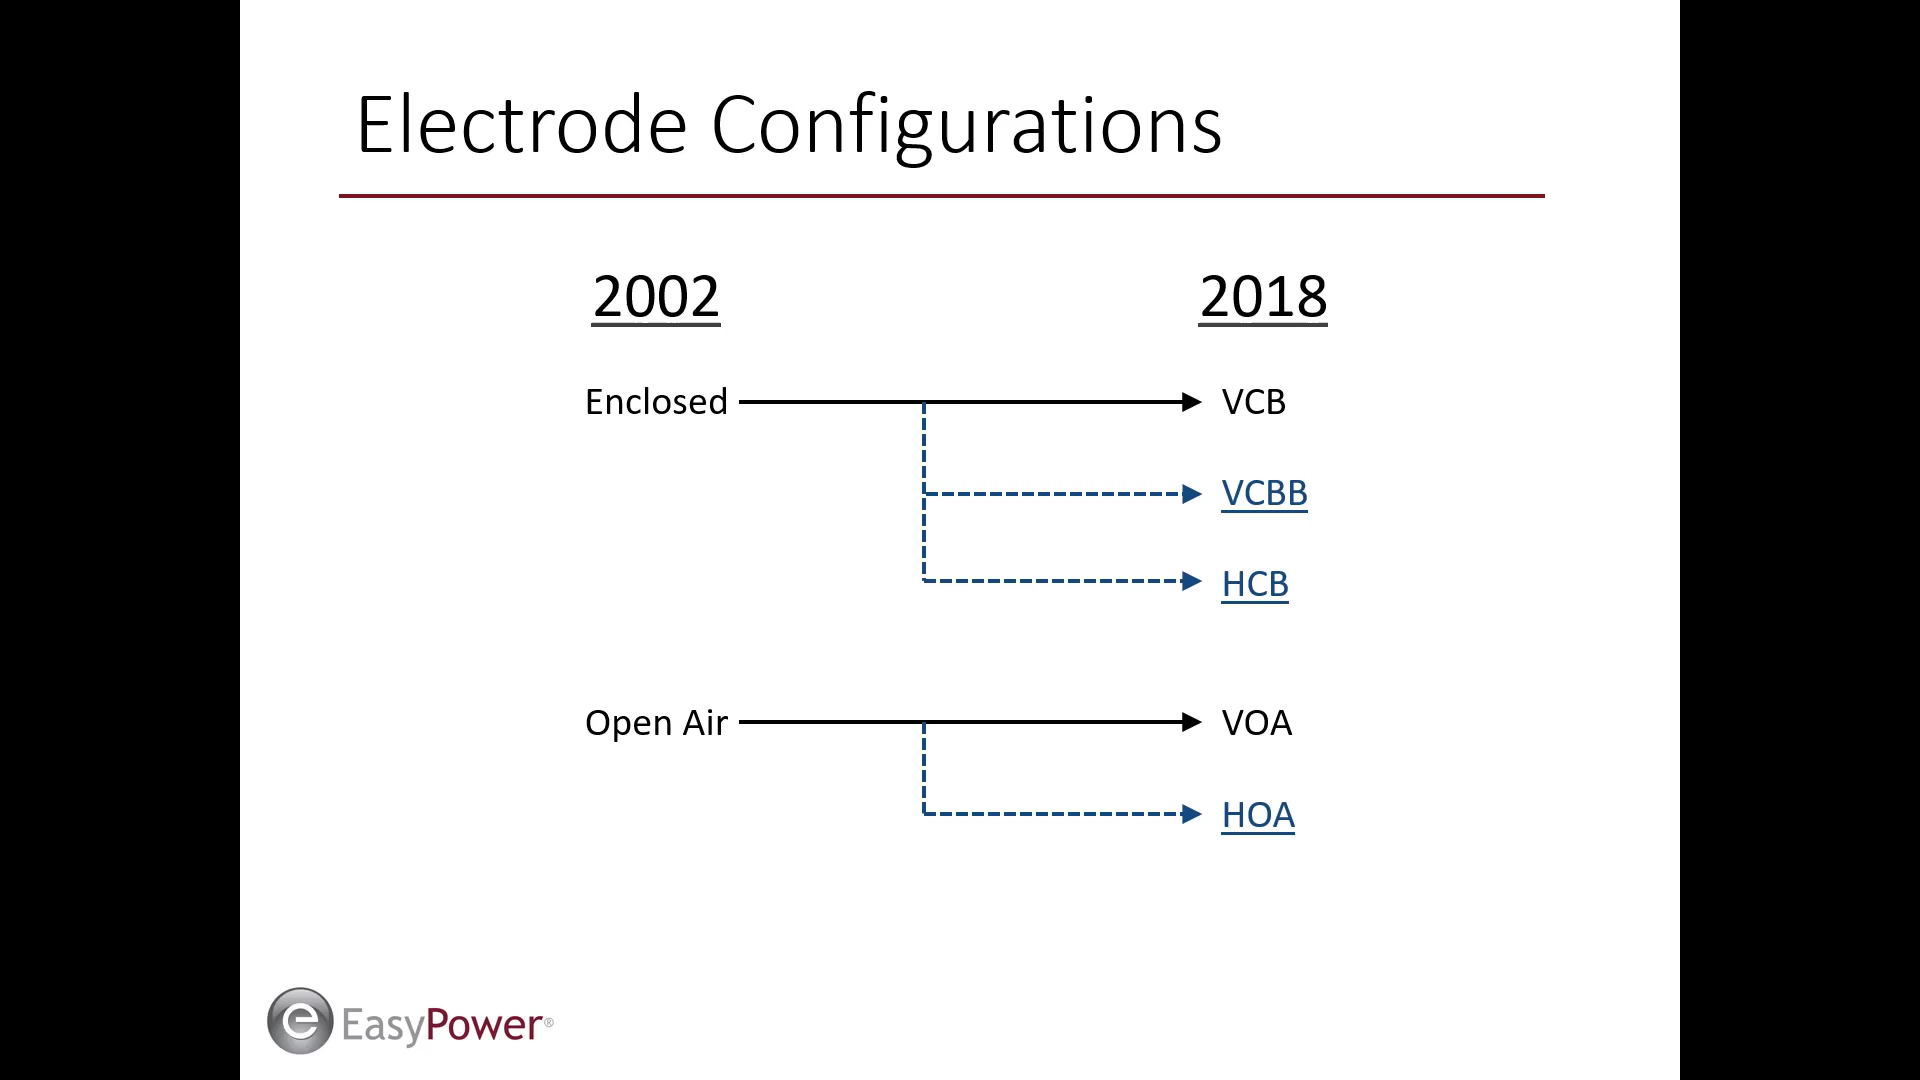 Electrode Configurations
2002 2018
Enclosed VCB
VCBB
HCB
Open Air VOA
HOA
e EasyPower®